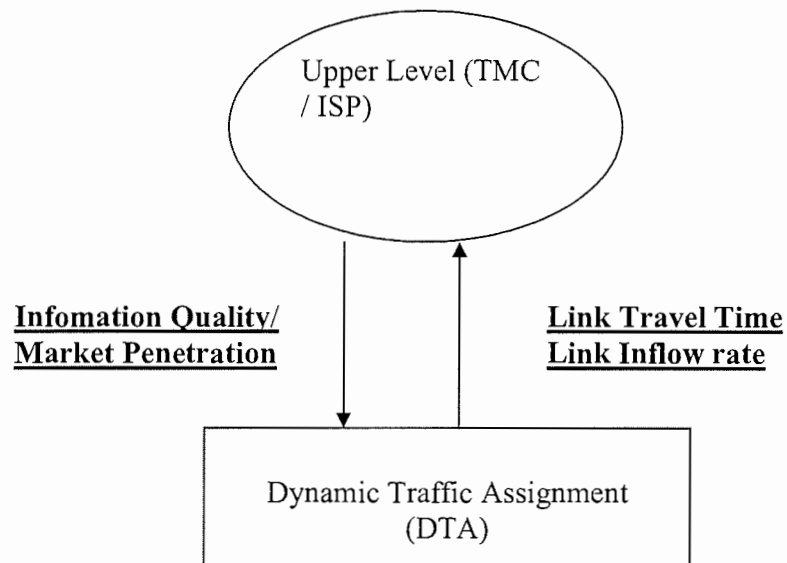 Upper Level (TMC
/ ISP)
Infomation Quality/
Market Penetration
Link Travel Time
Link Inflow rate
Dynamic Traffic Assignment
(DTA)